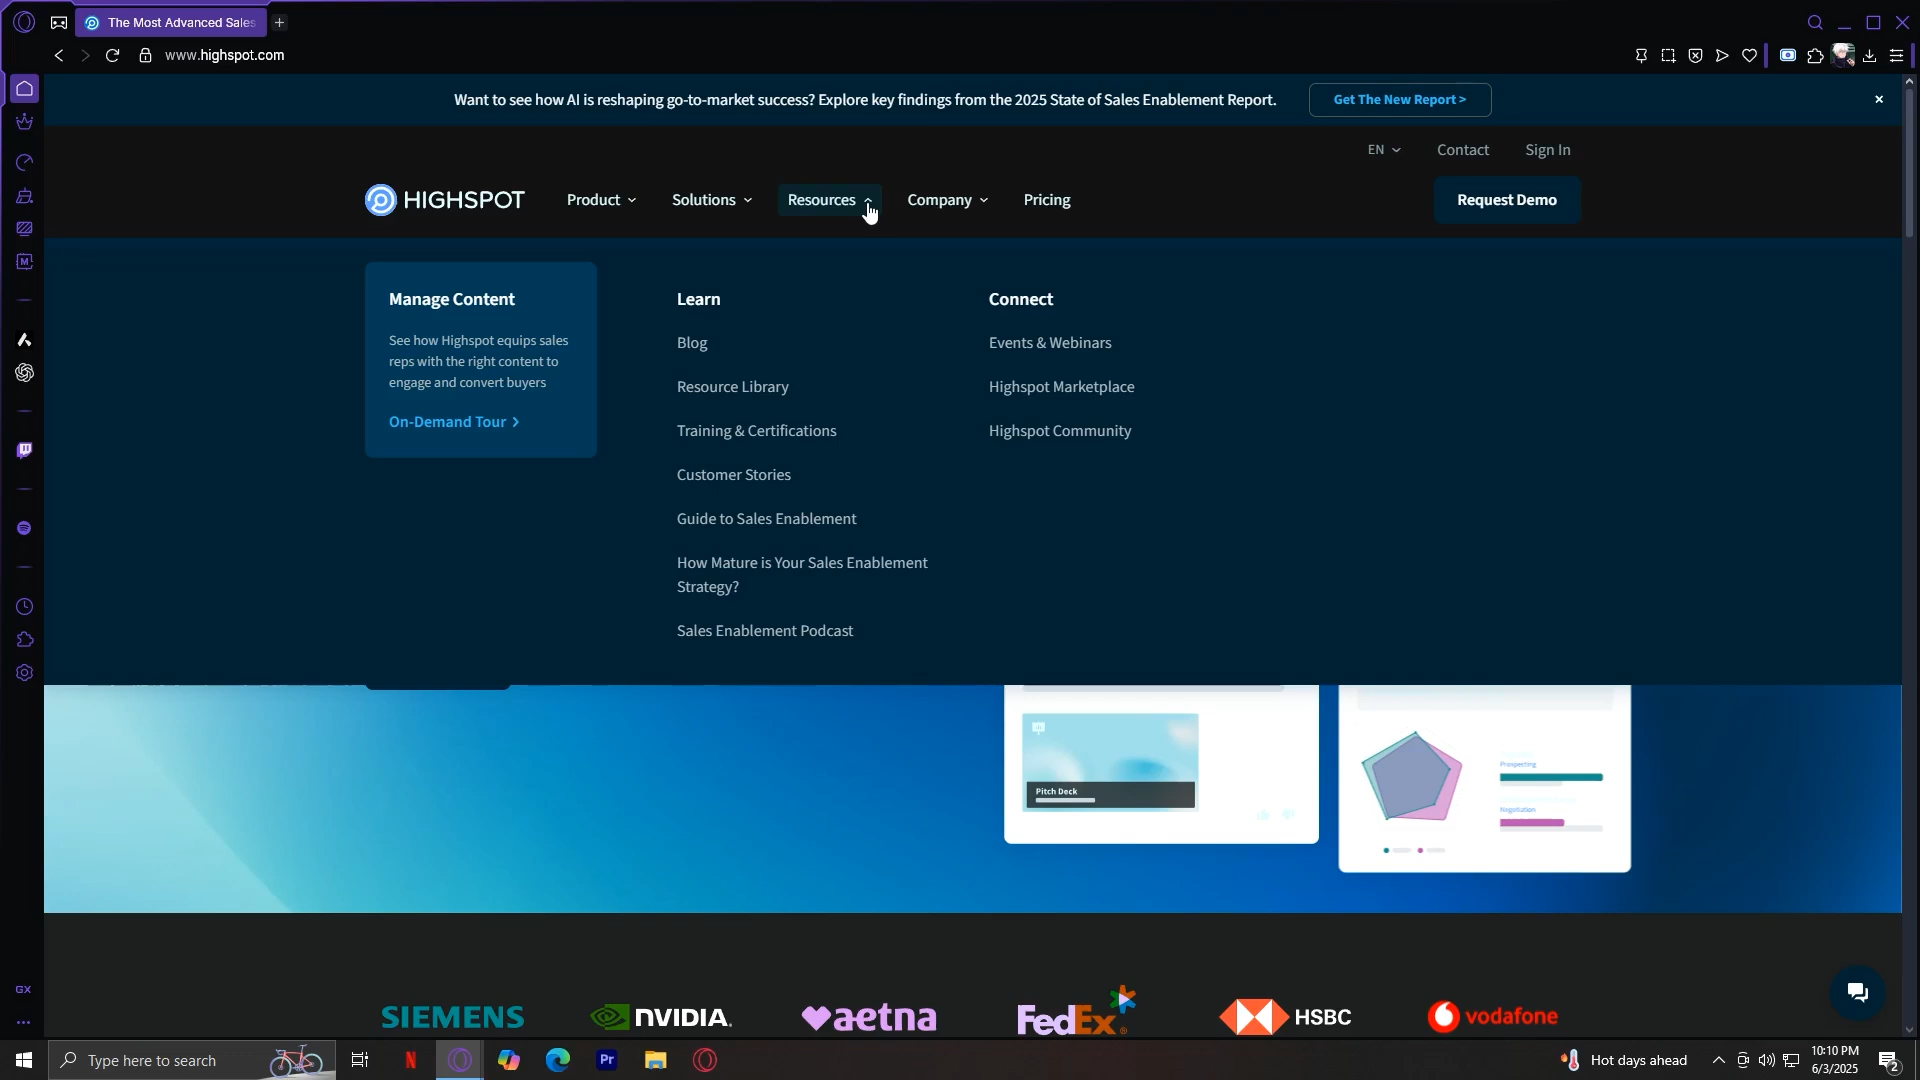 The Most Advanced Sales
www.highspot.com
Want to see how AI is reshaping go-to-market success? Explore key findings from the 2025 State of Sales Enablement Report.
Get The New Report >
EN
Contact
Sign In
HIGHSPOT
Product
Solutions
Resources
Company
Pricing
Request Demo
Manage Content
See how Highspot equips sales
reps with the right content to
engage and convert buyers
On-Demand Tour
Learn
Blog
Resource Library
Training & Certifications
Customer Stories
Guide to Sales Enablement
How Mature is Your Sales Enablement
Strategy?
Sales Enablement Podcast
Connect
Events & Webinars
Highspot Marketplace
Highspot Community
Pitch Deck
Prospecting
Negotiation
SIEMENS
NVIDIA.
aetna
FedEx
HSBC
vodafone
GX
Type here to search
N
Pr
Hot days ahead
10:10 PM
6/3/2025
2